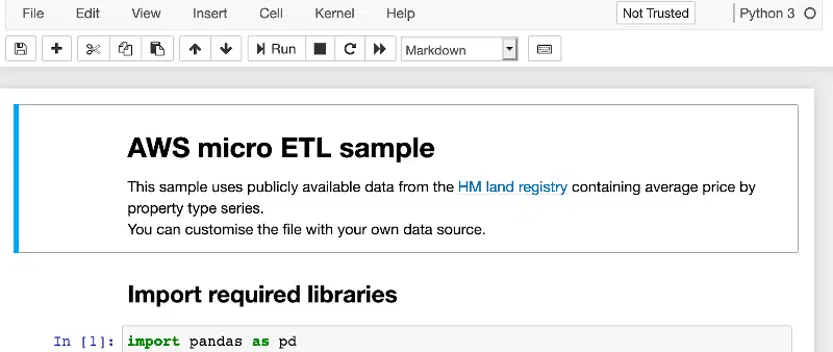 File Edit View Insert Cell Kernel Help Not Trusted Python 3
Run Markdown
AWS micro ETL sample
This sample uses publicly available data from the HM land registry containing average price by
property type series.
You can customise the file with your own data source.
Import required libraries
In [1]: import pandas as pd